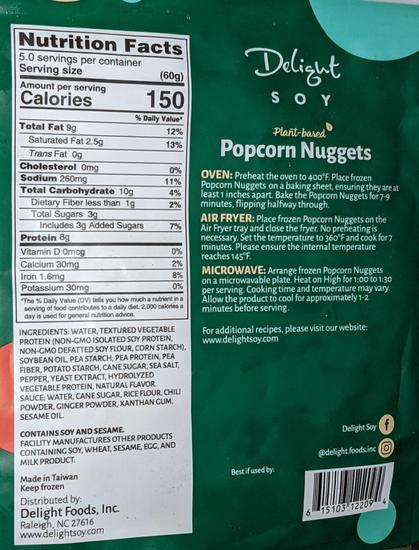 Nutrition Facts
5.0 servings per container
Serving size (60g)
Amount per serving
Calories 150
% Daily Value*
Total Fat 9g 12%
Saturated Fat 2.5g 13%
Trans Fat 0g
Cholesterol 0mg 0%
Sodium 260mg 11%
Total Carbohydrate 10g 4%
Dietary Fiber less than 1g 2%
Total Sugars 3g
Includes 3g Added Sugars 7%
Protein 8g
Vitamin D 0mcg 0%
Calcium 30mg 2%
Iron 1.6mg 8%
Potassium 30mg 0%
*The % Daily Value (DV) tells you how much a nutrient in a
serving of food contributes to a daily diet. 2,000 calories a
day is used for general nutrition advice.
INGREDIENTS: WATER, TEXTURED VEGETABLE
PROTEIN (NON-GMO ISOLATED SOY PROTEIN,
NON-GMO DEFATTED SOY FLOUR, CORN STARCH),
SOYBEAN OIL, PEA STARCH, PEA PROTEIN, PEA
FIBER, POTATO STARCH, CANE SUGAR, SEA SALT,
PEPPER, YEAST EXTRACT, HYDROLYZED
VEGETABLE PROTEIN, NATURAL FLAVOR.
SAUCE: WATER, CANE SUGAR, RICE FLOUR, CHILI
POWDER, GINGER POWDER, XANTHAN GUM,
SESAME OIL.
CONTAINS SOY AND SESAME.
FACILITY MANUFACTURES OTHER PRODUCTS
CONTAINING SOY, WHEAT, SESAME, EGG, AND
MILK PRODUCT.
Made in Taiwan
Keep frozen
Distributed by:
Delight Foods, Inc.
Raleigh, NC 27616
www.delightsoy.com
Delight
SOY
Plant-based
Popcorn Nuggets
OVEN: Preheat the oven to 400°F. Place frozen
Popcorn Nuggets on a baking sheet, ensuring they are at
least 1 inches apart. Bake the Popcorn Nuggets for 7-9
minutes, flipping halfway through.
AIR FRYER: Place frozen Popcorn Nuggets on the
Air Fryer tray and close the fryer. No preheating is
necessary. Set the temperature to 360°F and cook for 7
minutes. Please ensure the internal temperature
reaches 145°F.
MICROWAVE: Arrange frozen Popcorn Nuggets
on a microwavable plate. Heat on High for 1:00 to 1:30
per serving. Cooking time and temperature may vary.
Allow the product to cool for approximately 1-2
minutes before serving.
For additional recipes, please visit our website:
www.delightsoy.com
Delight Soy f
@delight.foods.inc
Best if used by:
6 15103 12209 4